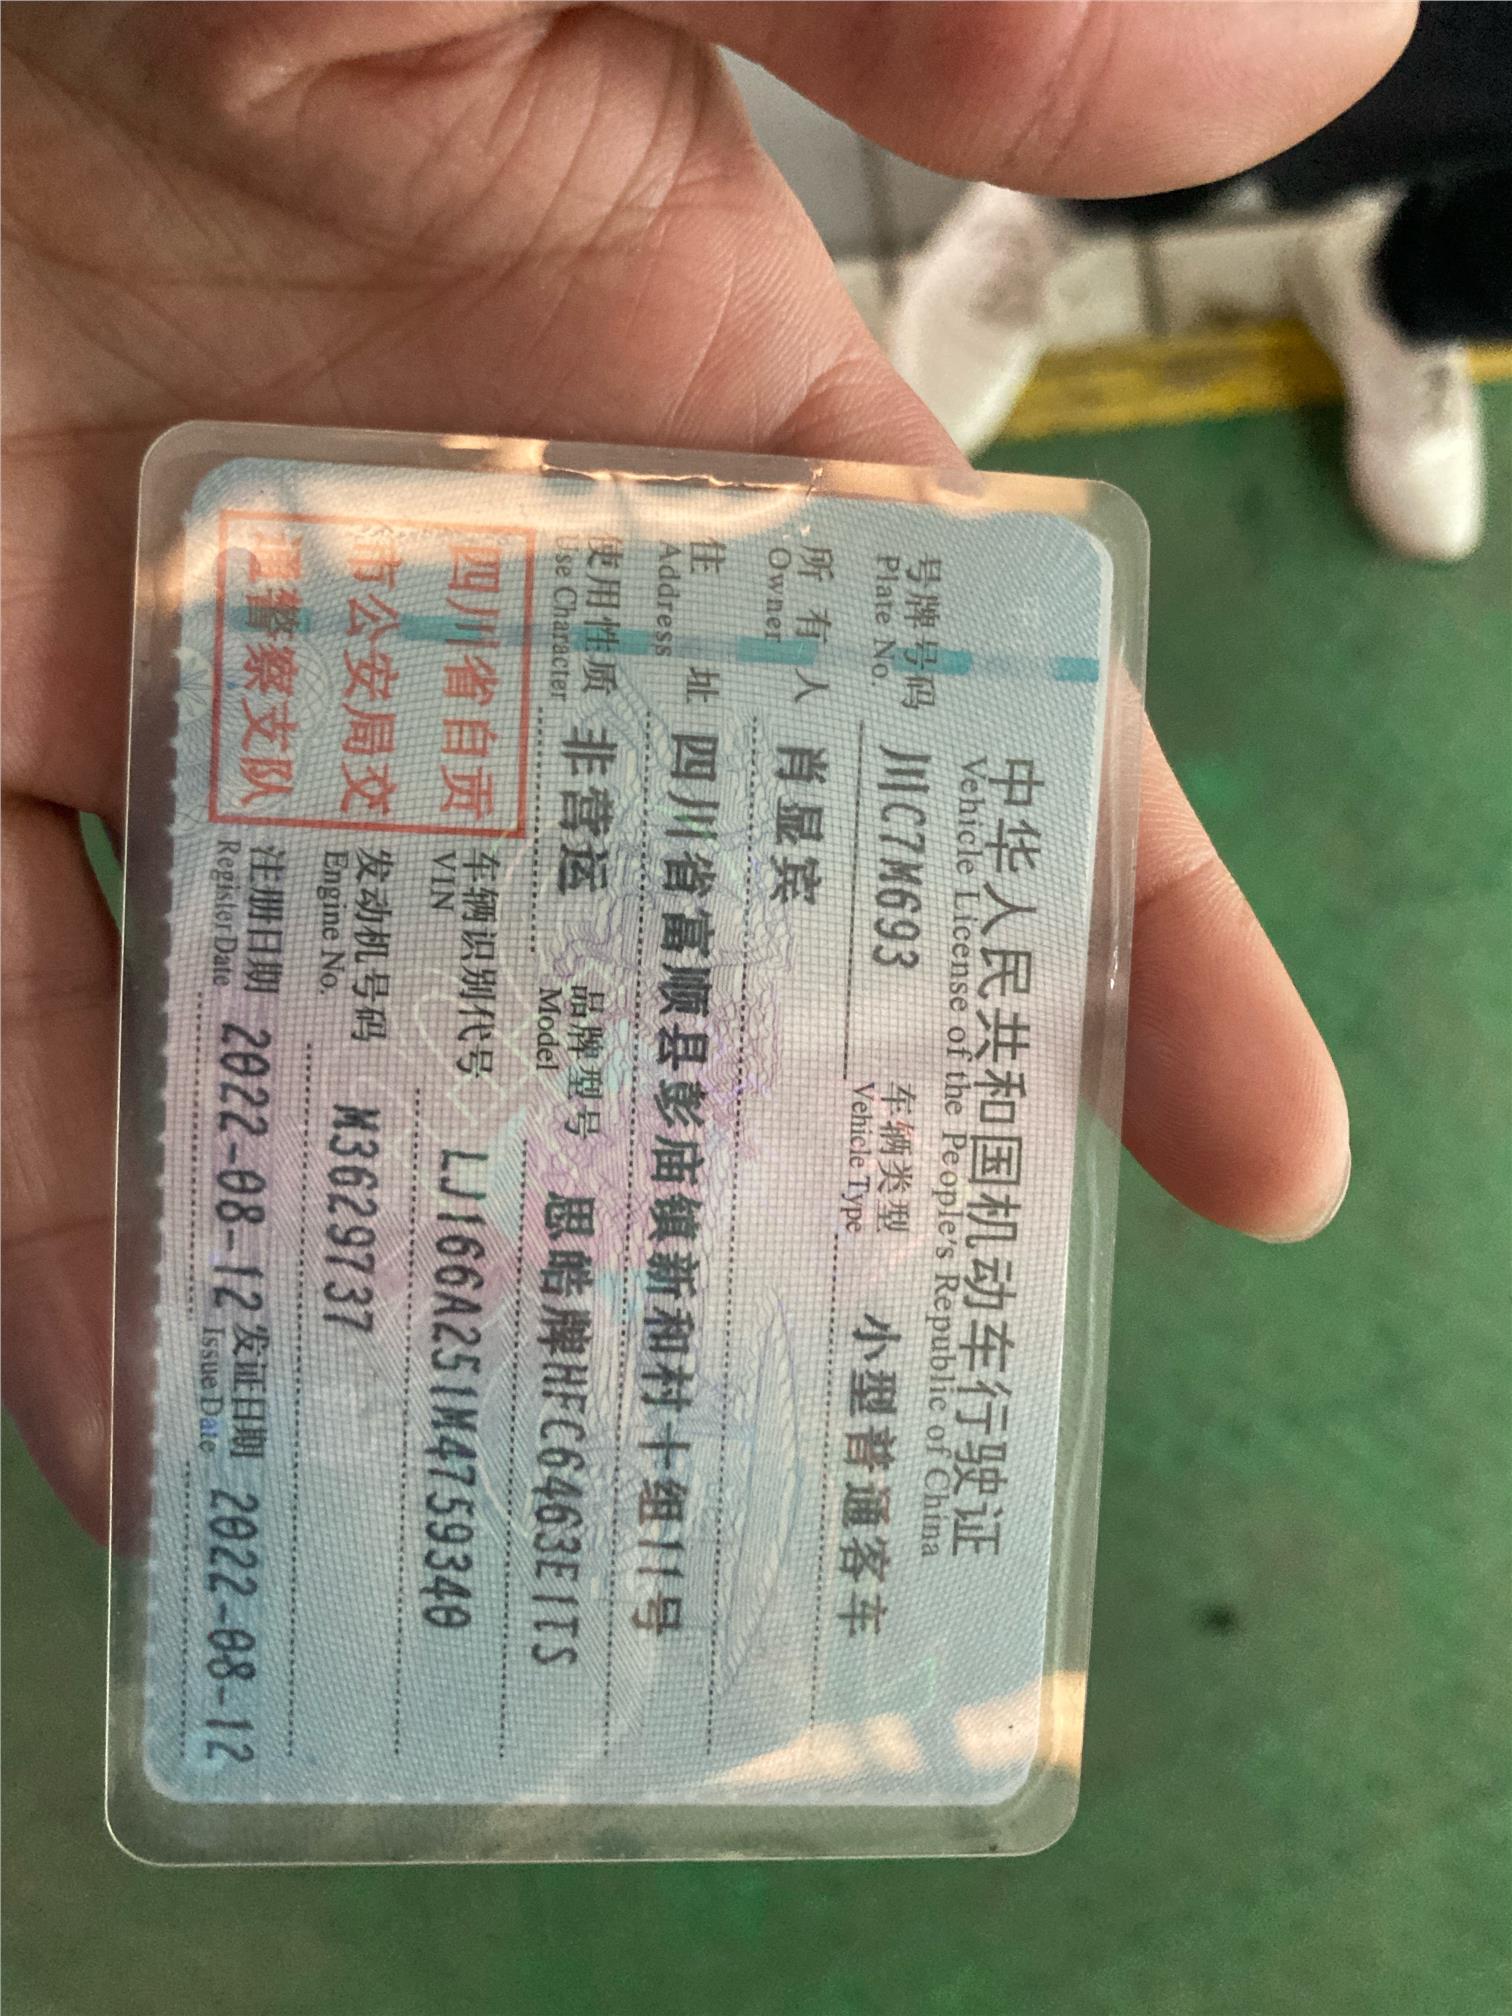 中华人民共和国机动车行驶证
Vehicle License of the People's Republic of China
号牌号码 川C7M693 车辆类型 小型普通客车
Plate No. Vehicle Type
所有人 肖显宾
Owner
住址 四川省富顺县彭庙镇新和村十组11号
Address
使用性质 非营运 品牌型号 思皓牌HFC6463E1TS
Use Character Model
四川省自贡
市公安局交
通警察支队
车辆识别代号 LJ166A251M4759340
VIN
发动机号码 M3629737
Engine No.
注册日期 2022-08-12 发证日期 2022-08-12
Register Date Issue Date